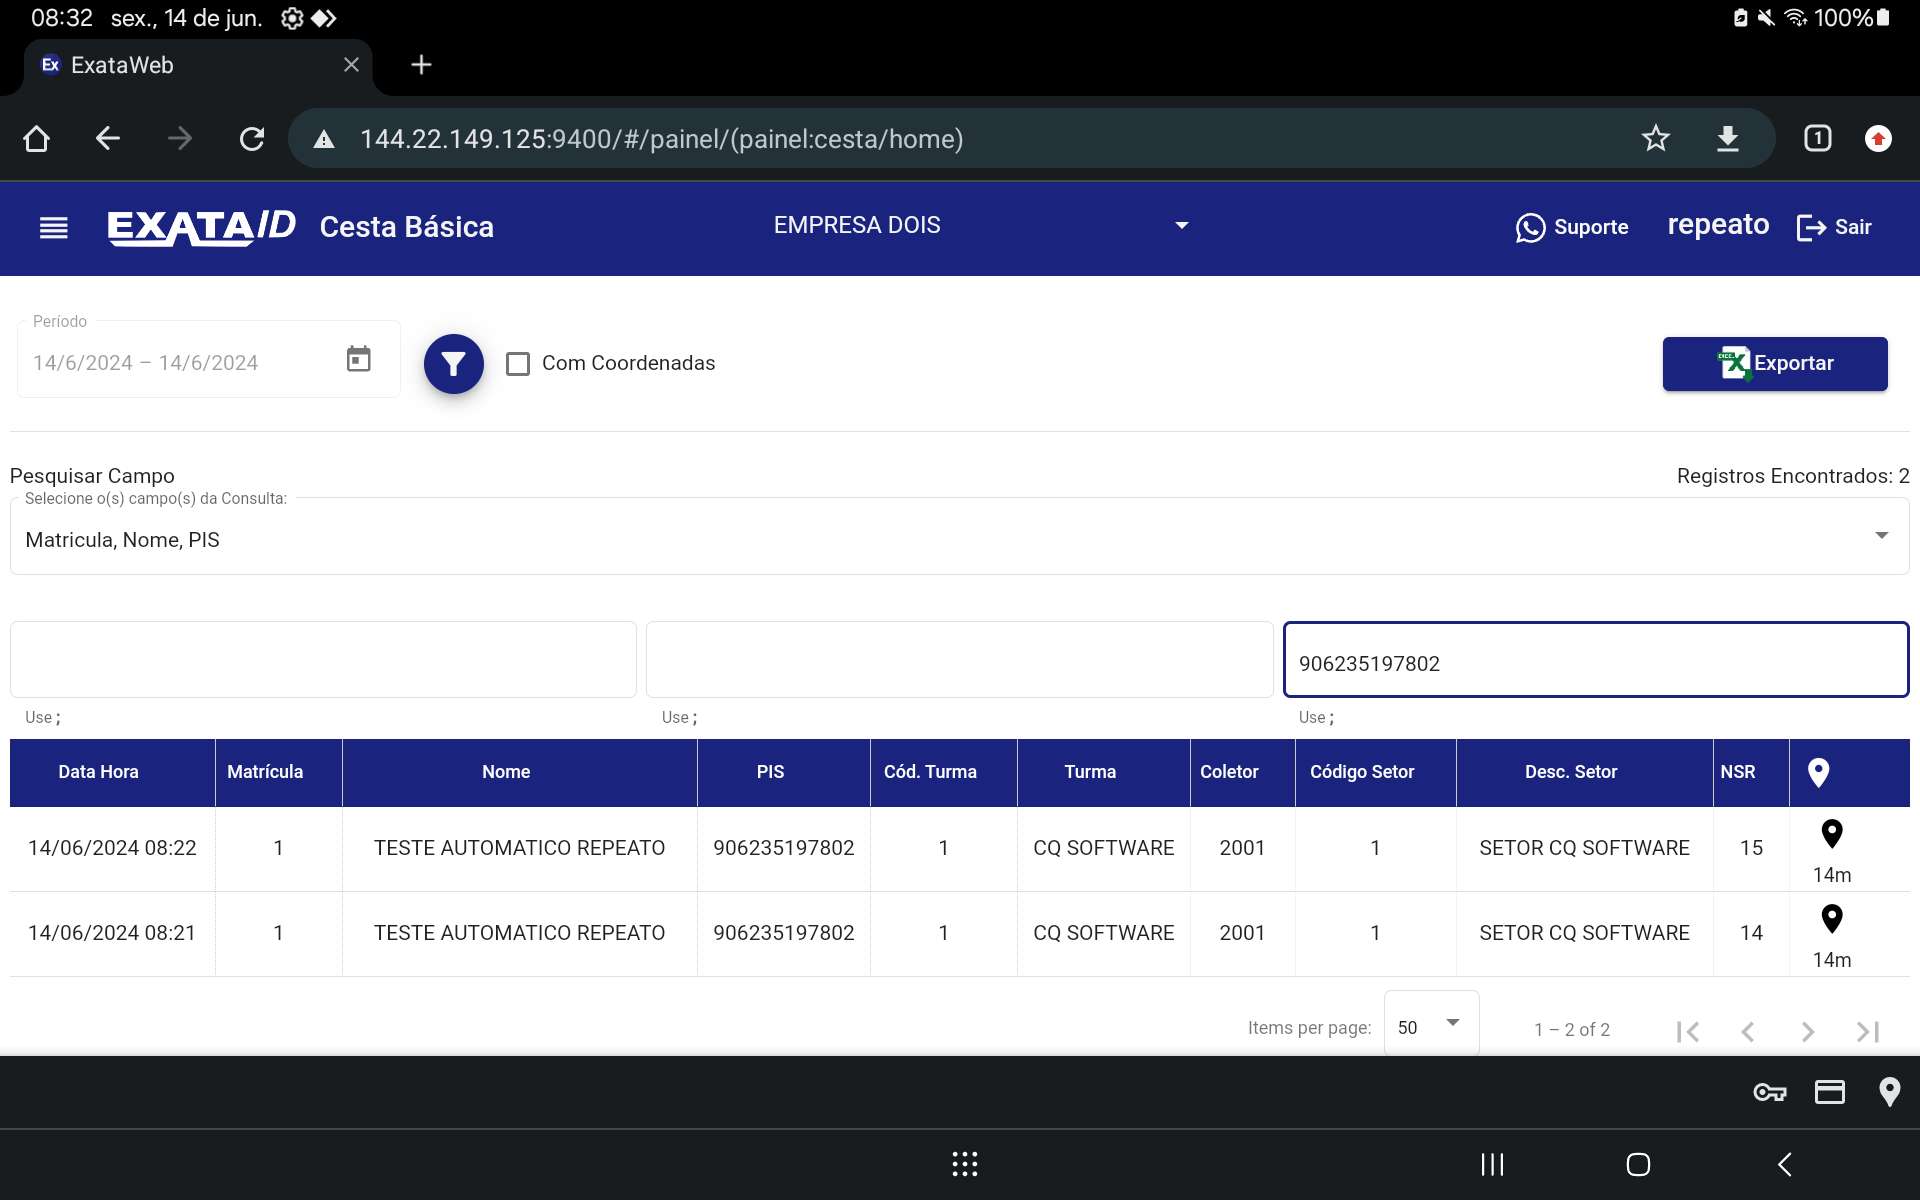 08:32 sex., 14 de jun. 100%
Ex ExataWeb
144.22.149.125:9400/#/painel/(painel:cesta/home) 1
EXATA ID Cesta Básica EMPRESA DOIS Suporte repeato Sair
Período
14/6/2024 – 14/6/2024 Com Coordenadas Exportar
Pesquisar Campo Registros Encontrados: 2
Selecione o(s) campo(s) da Consulta:
Matricula, Nome, PIS
906235197802
Use ; Use ; Use ;
Data Hora Matrícula Nome PIS Cód. Turma Turma Coletor Código Setor Desc. Setor NSR
14/06/2024 08:22 1 TESTE AUTOMATICO REPEATO 906235197802 1 CQ SOFTWARE 2001 1 SETOR CQ SOFTWARE 15 14m
14/06/2024 08:21 1 TESTE AUTOMATICO REPEATO 906235197802 1 CQ SOFTWARE 2001 1 SETOR CQ SOFTWARE 14 14m
Items per page: 50 1 – 2 of 2